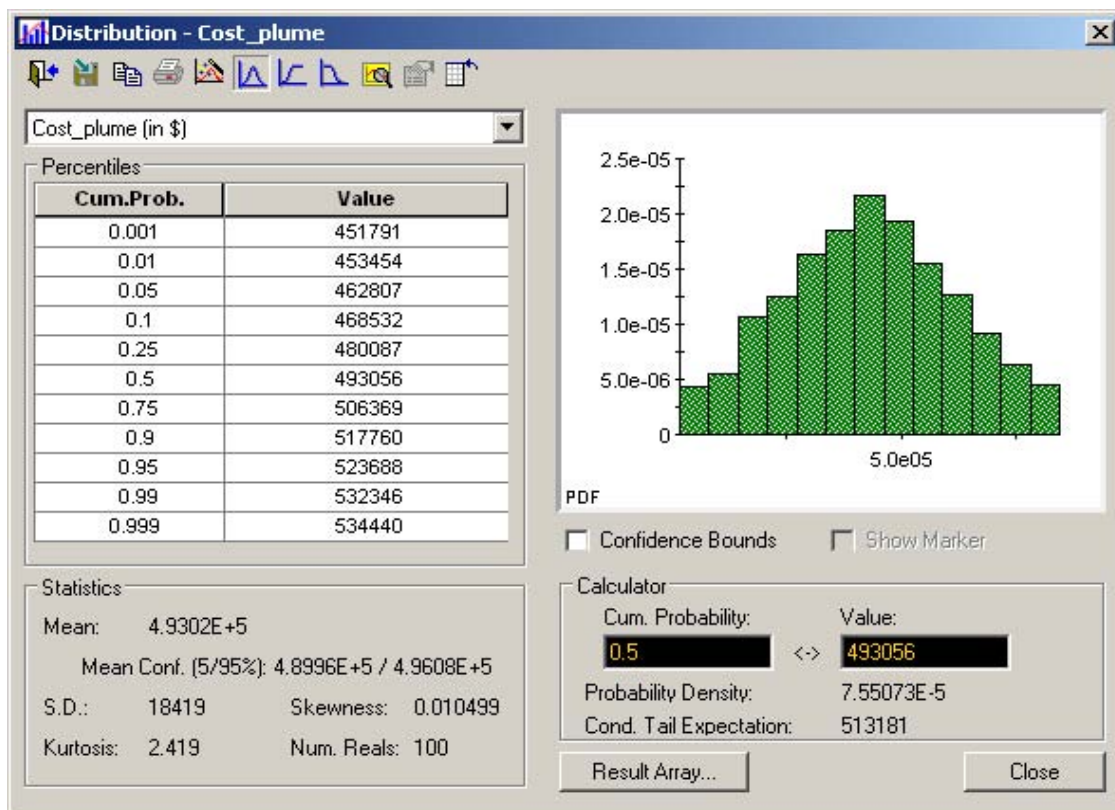 Distribution - Cost_plume
Cost_plume (in $)
Percentiles
Cum.Prob. Value
0.001 451791
0.01 453454
0.05 462807
0.1 468532
0.25 480087
0.5 493056
0.75 506369
0.9 517760
0.95 523688
0.99 532346
0.999 534440
Statistics
Mean: 4.9302E+5
Mean Conf. (5/95%): 4.8996E+5 / 4.9608E+5
S.D.: 18419 Skewness: 0.010499
Kurtosis: 2.419 Num. Reals: 100
2.5e-05
2.0e-05
1.5e-05
1.0e-05
5.0e-06
0
5.0e05
PDF
Confidence Bounds Show Marker
Calculator
Cum. Probability: Value:
0.5 <-> 493056
Probability Density: 7.55073E-5
Cond. Tail Expectation: 513181
Result Array... Close